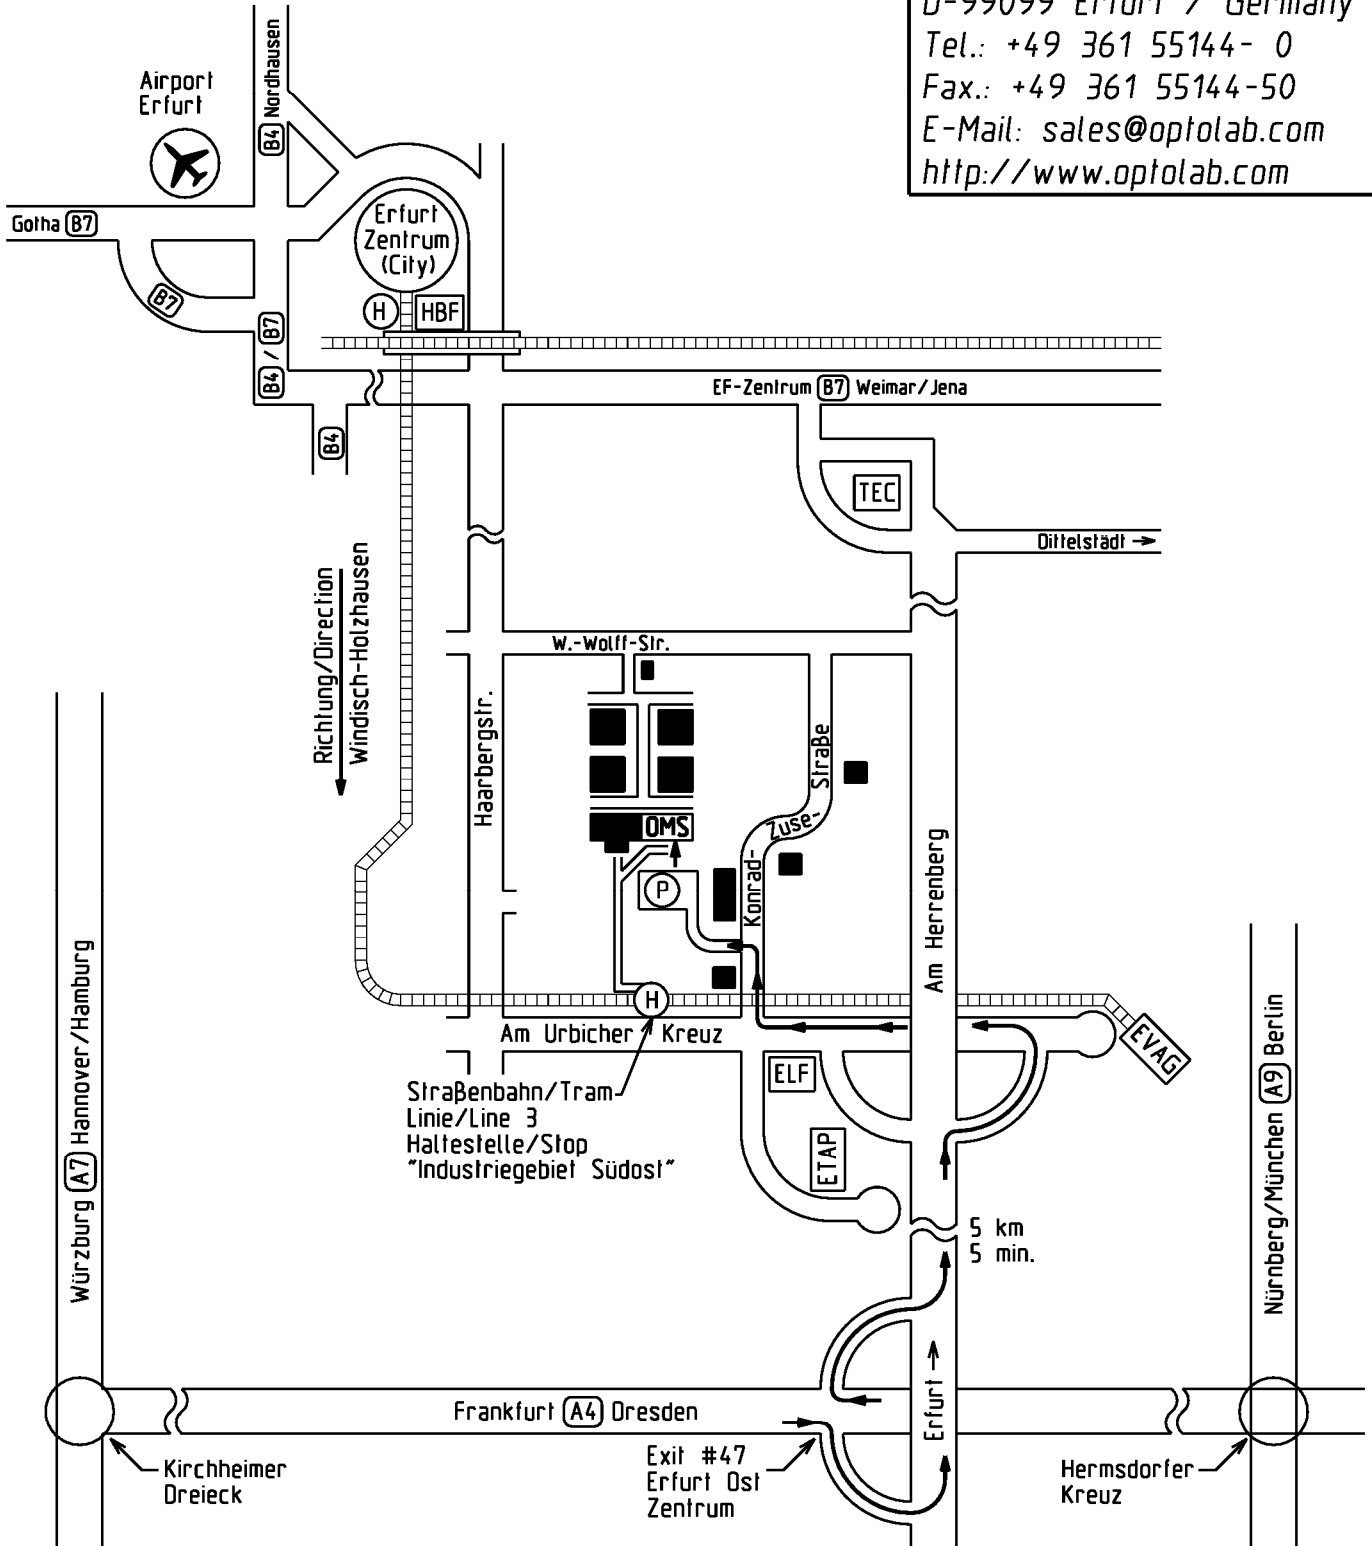 D-99099 Erfurt / Germany
Tel.: +49 361 55144- 0
Fax.: +49 361 55144-50
E-Mail: sales@optolab.com
http://www.optolab.com
Airport
Erfurt
B4 Nordhausen
Gotha B7
Erfurt
Zentrum
(City)
B7
H
HBF
B4 / B7
EF-Zentrum B7 Weimar/Jena
B4
TEC
Dittelstädt →
Richtung/Direction
Windisch-Holzhausen
W.-Wolff-Str.
Haarbergstr.
Straße
Zuse-
Konrad-
OMS
P
Am Herrenberg
H
Am Urbicher Kreuz
EVAG
ELF
ETAP
Straßenbahn/Tram
Linie/Line 3
Haltestelle/Stop
"Industriegebiet Südost"
Würzburg A7 Hannover/Hamburg
Nürnberg/München A9 Berlin
5 km
5 min.
Erfurt →
Frankfurt A4 Dresden
Kirchheimer
Dreieck
Exit #47
Erfurt Ost
Zentrum
Hermsdorfer
Kreuz